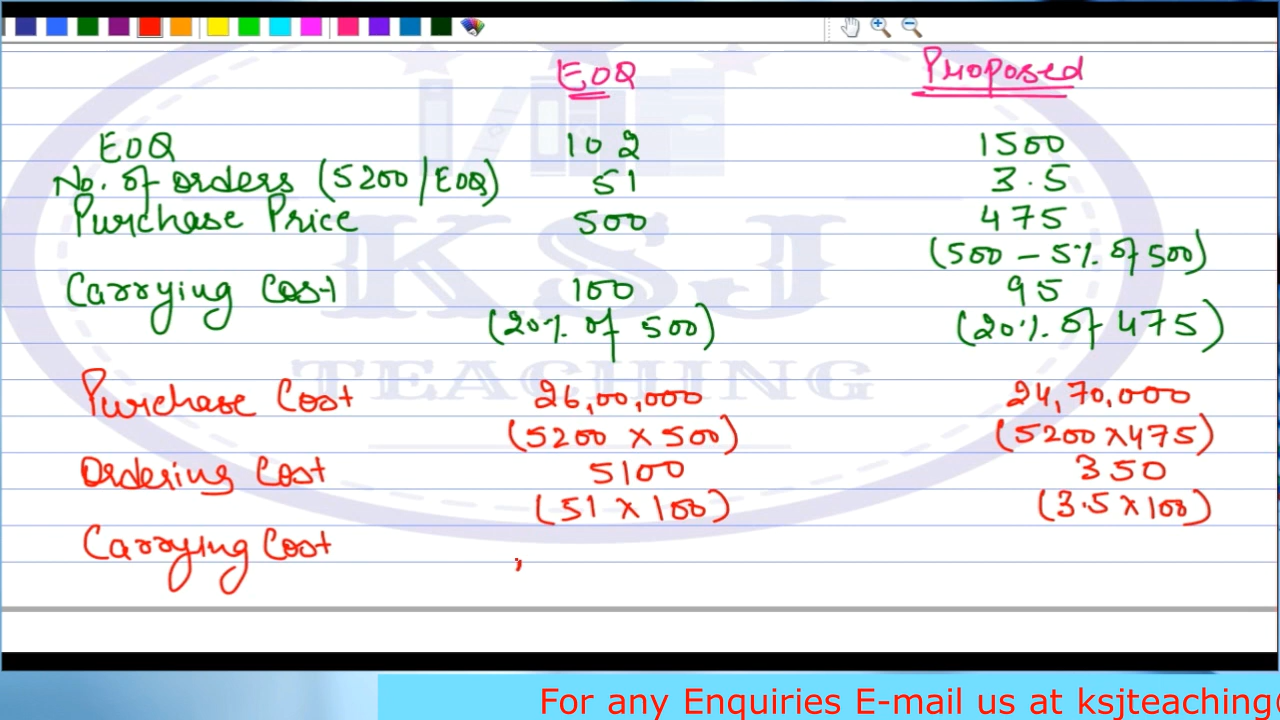 EOQ Proposed
EOQ 102 1500
No. of orders (5200/EOQ) 51 3.5
Purchase Price 500 475
(500 - 5% of 500)
Carrying Cost 100 95
(20% of 500) (20% of 475)
Purchase Cost 26,00,000 24,70,000
(5200 x 500) (5200 x 475)
Ordering Cost 5100 350
(51 x 100) (3.5 x 100)
Carrying Cost
KSJ
TEACHING
For any Enquiries E-mail us at ksjteaching